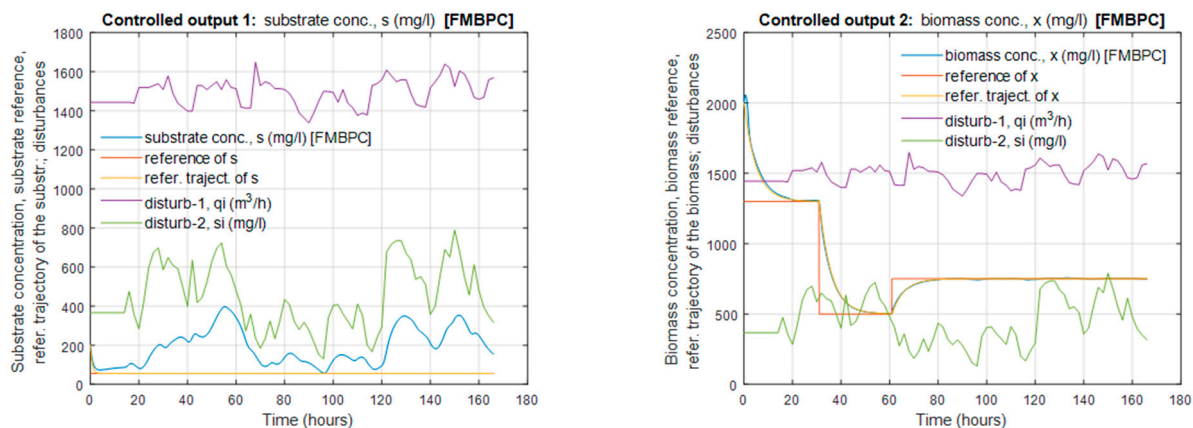 Controlled output 1: substrate conc., s (mg/l) [FMBPC]
Substrate concentration, substrate reference,
refer. trajectory of the substr.; disturbances
1800
1600
1400
1200
1000
800
600
400
200
0
substrate conc., s (mg/l) [FMBPC]
reference of s
refer. traject. of s
disturb-1, qi (m³/h)
disturb-2, si (mg/l)
0 20 40 60 80 100 120 140 160 180
Time (hours)
Controlled output 2: biomass conc., x (mg/l) [FMBPC]
Biomass concentration, biomass reference,
refer. trajectory of the biomass; disturbances
2500
2000
1500
1000
500
0
biomass conc., x (mg/l) [FMBPC]
reference of x
refer. traject. of x
disturb-1, qi (m³/h)
disturb-2, si (mg/l)
0 20 40 60 80 100 120 140 160 180
Time (hours)